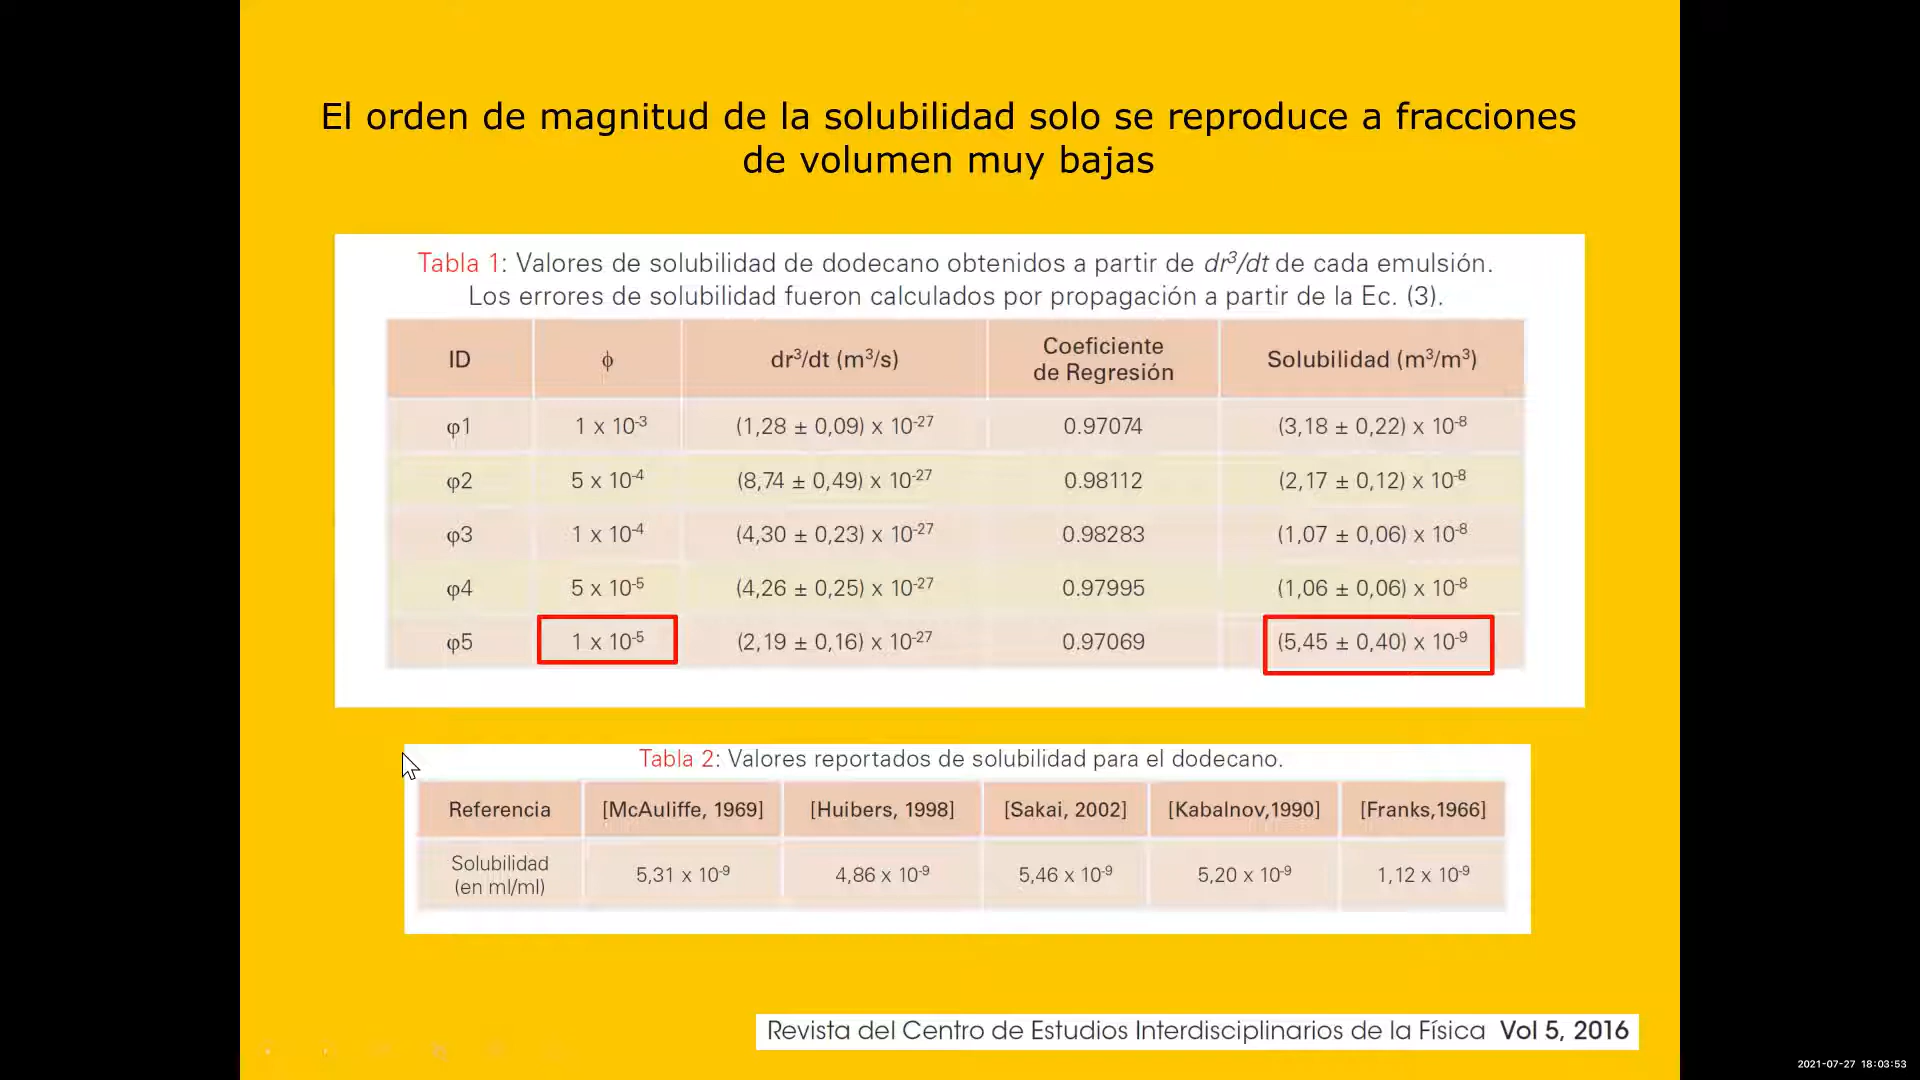 El orden de magnitud de la solubilidad solo se reproduce a fracciones
de volumen muy bajas
Tabla 1: Valores de solubilidad de dodecano obtenidos a partir de dr³/dt de cada emulsión.
Los errores de solubilidad fueron calculados por propagación a partir de la Ec. (3).
ID ϕ dr³/dt (m³/s) Coeficiente de Regresión Solubilidad (m³/m³)
φ1 1 x 10⁻³ (1,28 ± 0,09) x 10⁻²⁷ 0.97074 (3,18 ± 0,22) x 10⁻⁸
φ2 5 x 10⁻⁴ (8,74 ± 0,49) x 10⁻²⁷ 0.98112 (2,17 ± 0,12) x 10⁻⁸
φ3 1 x 10⁻⁴ (4,30 ± 0,23) x 10⁻²⁷ 0.98283 (1,07 ± 0,06) x 10⁻⁸
φ4 5 x 10⁻⁵ (4,26 ± 0,25) x 10⁻²⁷ 0.97995 (1,06 ± 0,06) x 10⁻⁸
φ5 1 x 10⁻⁵ (2,19 ± 0,16) x 10⁻²⁷ 0.97069 (5,45 ± 0,40) x 10⁻⁹
Tabla 2: Valores reportados de solubilidad para el dodecano.
Referencia [McAuliffe, 1969] [Huibers, 1998] [Sakai, 2002] [Kabalnov,1990] [Franks,1966]
Solubilidad (en ml/ml) 5,31 x 10⁻⁹ 4,86 x 10⁻⁹ 5,46 x 10⁻⁹ 5,20 x 10⁻⁹ 1,12 x 10⁻⁹
Revista del Centro de Estudios Interdisciplinarios de la Física Vol 5, 2016
2021-07-27 18:03:53